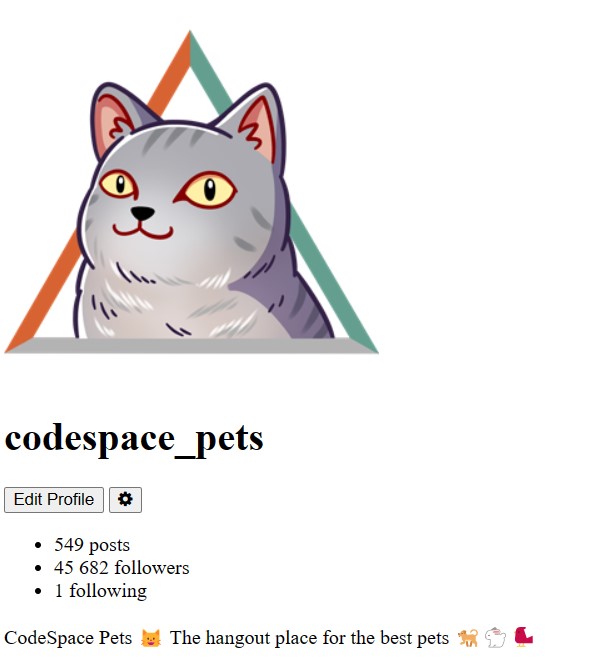 codespace_pets
Edit Profile
549 posts
45 682 followers
1 following
CodeSpace Pets The hangout place for the best pets